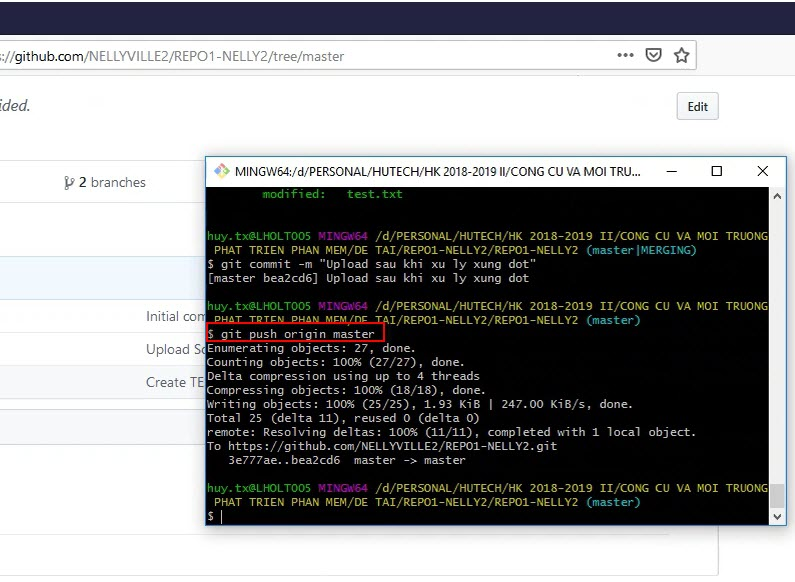 s://github.com/NELLYVILLE2/REPO1-NELLY2/tree/master
ided.
Edit
2 branches
MINGW64:/d/PERSONAL/HUTECH/HK 2018-2019 II/CONG CU VA MOI TRU...
modified: test.txt
huy.tx@LHOLT005 MINGW64 /d/PERSONAL/HUTECH/HK 2018-2019 II/CONG CU VA MOI TRUONG
PHAT TRIEN PHAN MEM/DE TAI/REPO1-NELLY2/REPO1-NELLY2 (master|MERGING)
$ git commit -m "Upload sau khi xu ly xung dot"
[master bea2cd6] Upload sau khi xu ly xung dot
huy.tx@LHOLT005 MINGW64 /d/PERSONAL/HUTECH/HK 2018-2019 II/CONG CU VA MOI TRUONG
PHAT TRIEN PHAN MEM/DE TAI/REPO1-NELLY2/REPO1-NELLY2 (master)
$ git push origin master
Enumerating objects: 27, done.
Counting objects: 100% (27/27), done.
Delta compression using up to 4 threads
Compressing objects: 100% (18/18), done.
Writing objects: 100% (25/25), 1.93 KiB | 247.00 KiB/s, done.
Total 25 (delta 11), reused 0 (delta 0)
remote: Resolving deltas: 100% (11/11), completed with 1 local object.
To https://github.com/NELLYVILLE2/REPO1-NELLY2.git
3e777ae..bea2cd6 master -> master
huy.tx@LHOLT005 MINGW64 /d/PERSONAL/HUTECH/HK 2018-2019 II/CONG CU VA MOI TRUONG
PHAT TRIEN PHAN MEM/DE TAI/REPO1-NELLY2/REPO1-NELLY2 (master)
$
Initial com
Upload Sc
Create TE